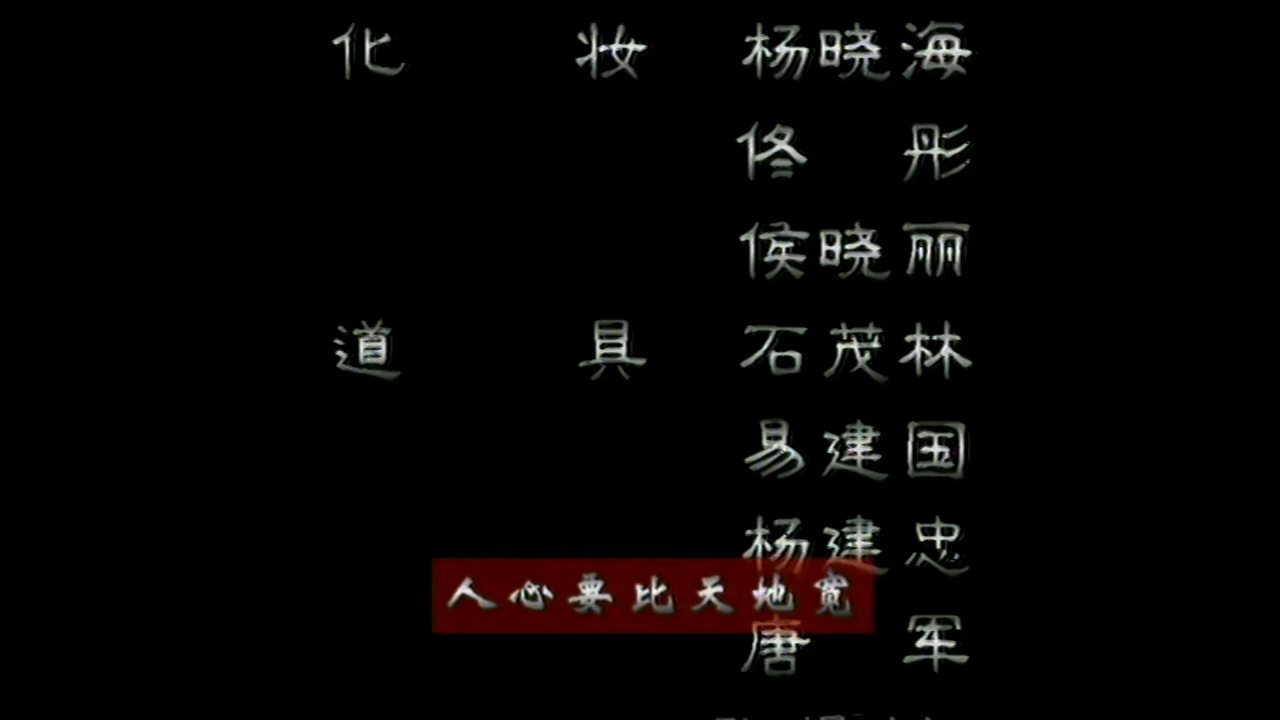 化妆 杨晓海
佟彤
侯晓丽
道具 石茂林
易建国
杨建忠
人心要比天地宽
唐军